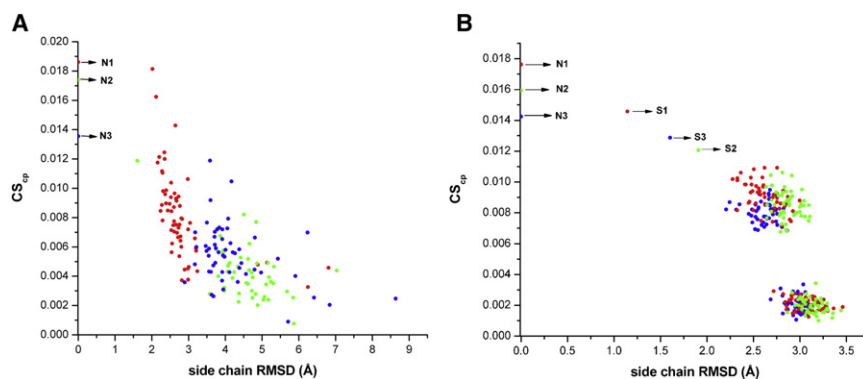 A
0.020
0.018
0.016
0.014
0.012
0.010
0.008
0.006
0.004
0.002
0.000
CS_cp
N1
N2
N3
0 1 2 3 4 5 6 7 8 9
side chain RMSD (Å)
B
0.018
0.016
0.014
0.012
0.010
0.008
0.006
0.004
0.002
0.000
CS_cp
N1
N2
N3
S1
S3
S2
0.0 0.5 1.0 1.5 2.0 2.5 3.0 3.5
side chain RMSD (Å)